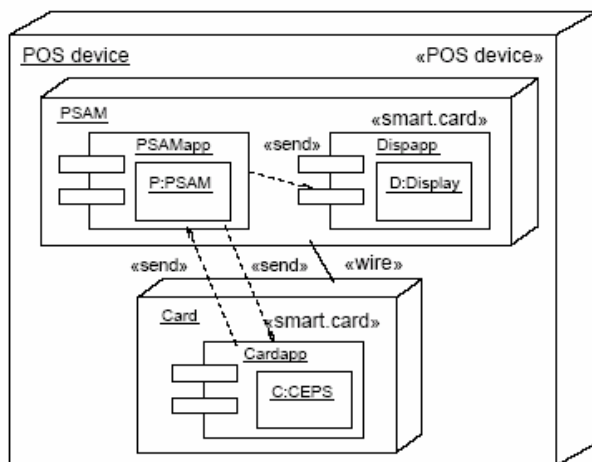 POS device «POS device»
PSAM
«smart.card»
PSAMapp «send» Dispapp
P:PSAM D:Display
«send» «send» «wire»
Card «smart.card»
Cardapp
C:CEPS